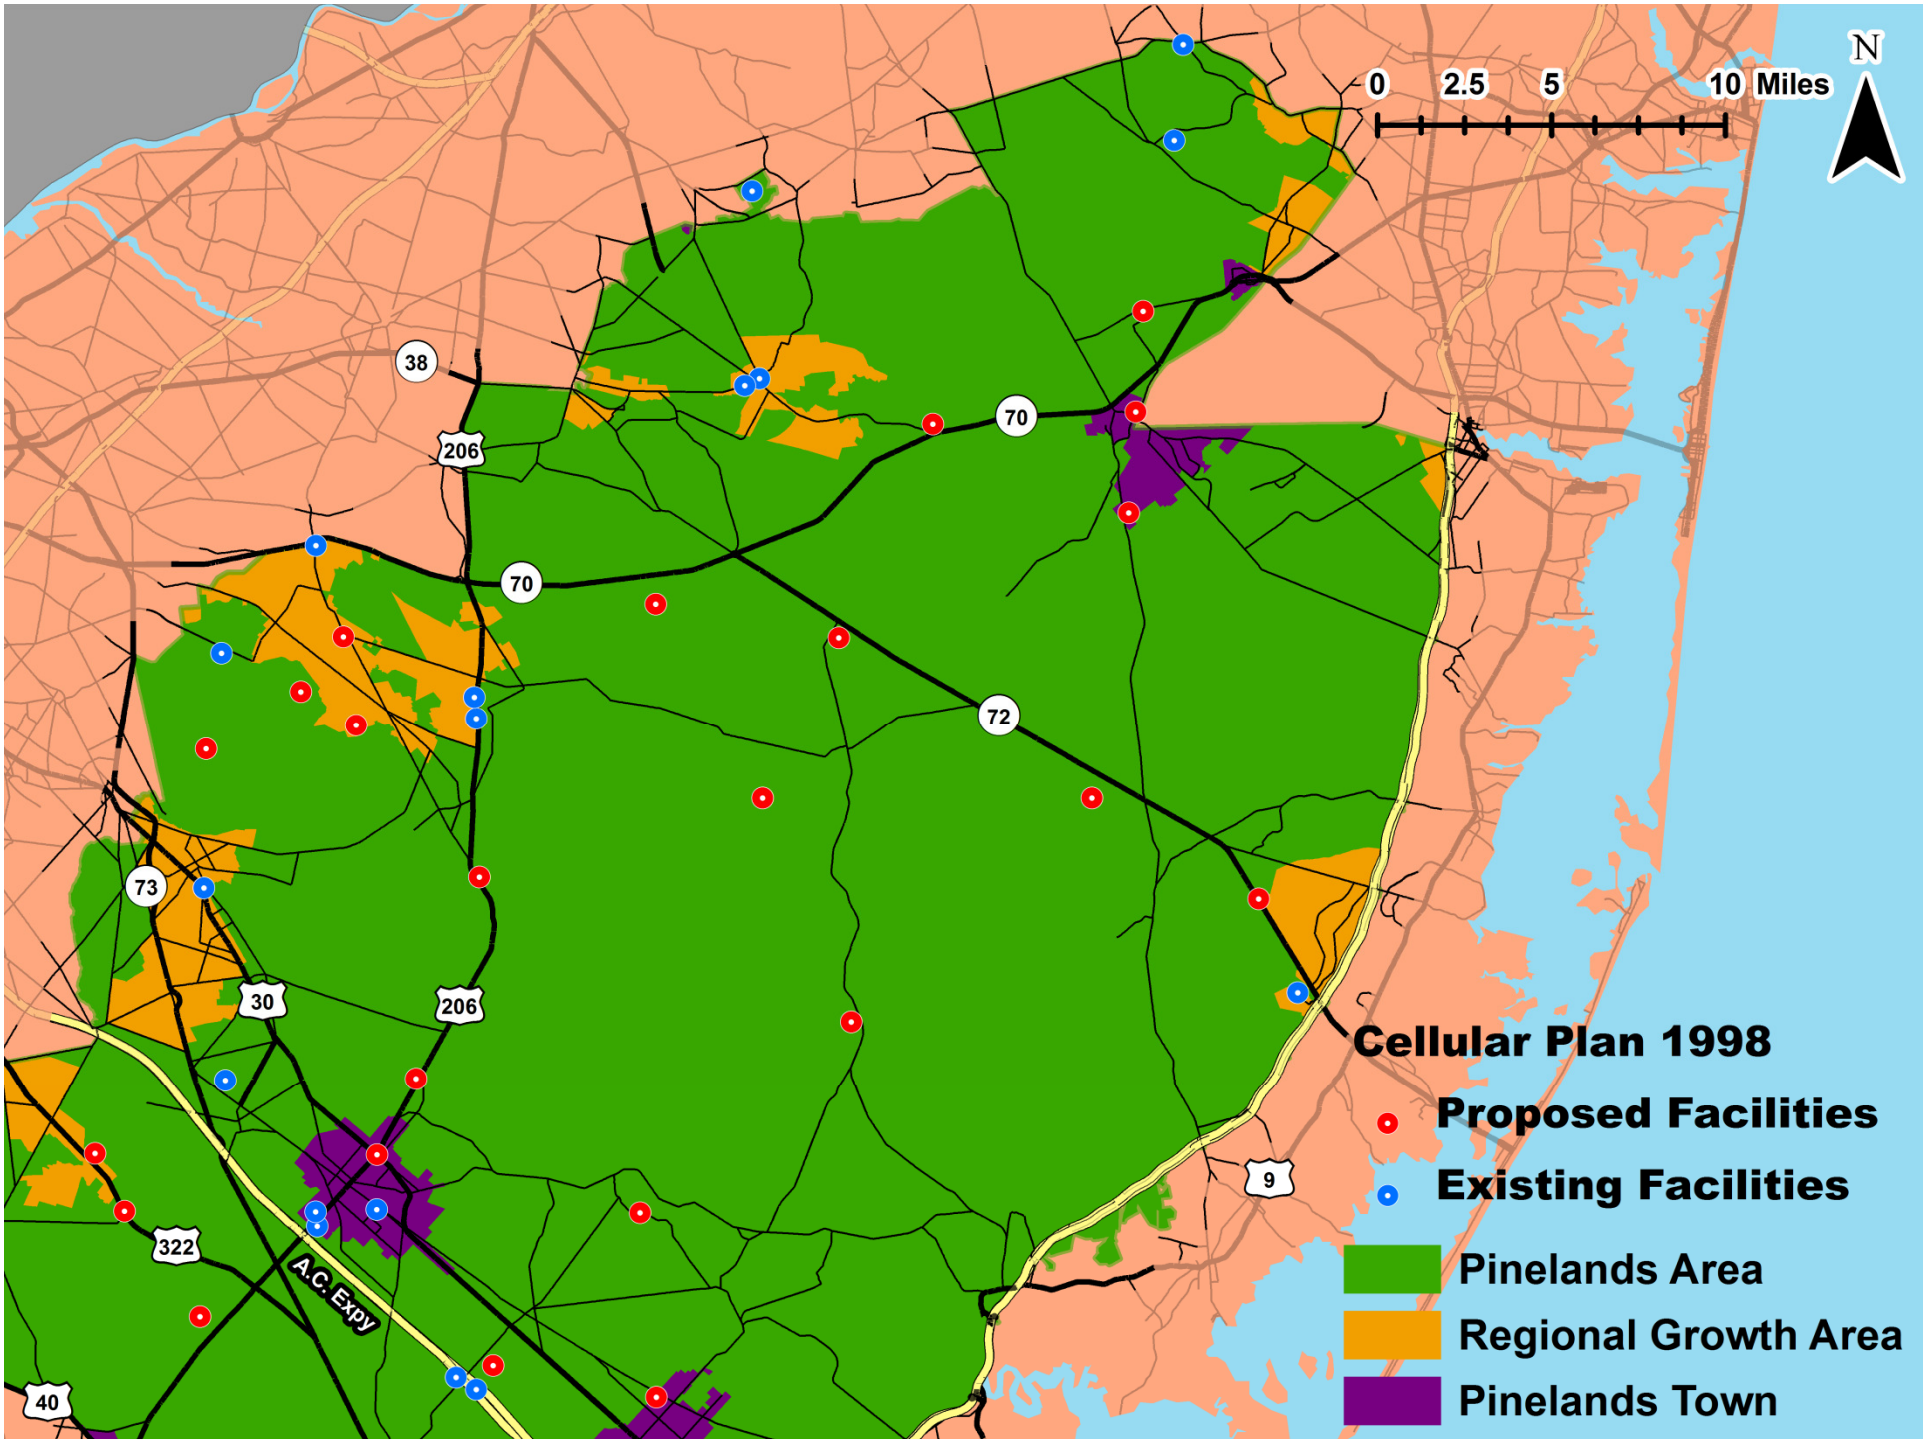 N
0 2.5 5 10 Miles
38
70
206
70
72
73
30
206
Cellular Plan 1998
Proposed Facilities
9
Existing Facilities
322
A.C. Expy
Pinelands Area
Regional Growth Area
40
Pinelands Town